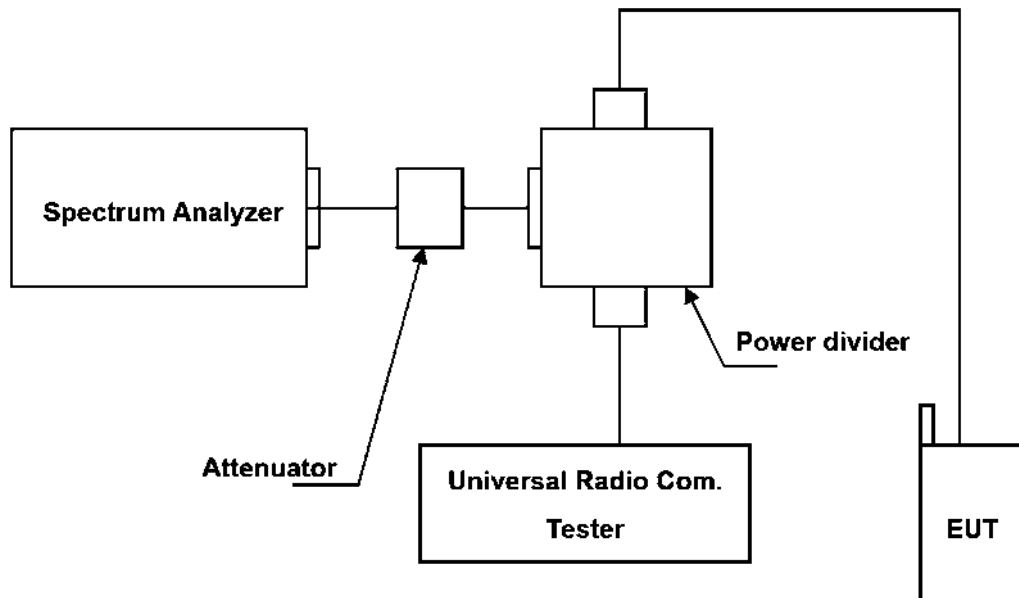 Spectrum Analyzer
Power divider
Attenuator
Universal Radio Com.
Tester
EUT